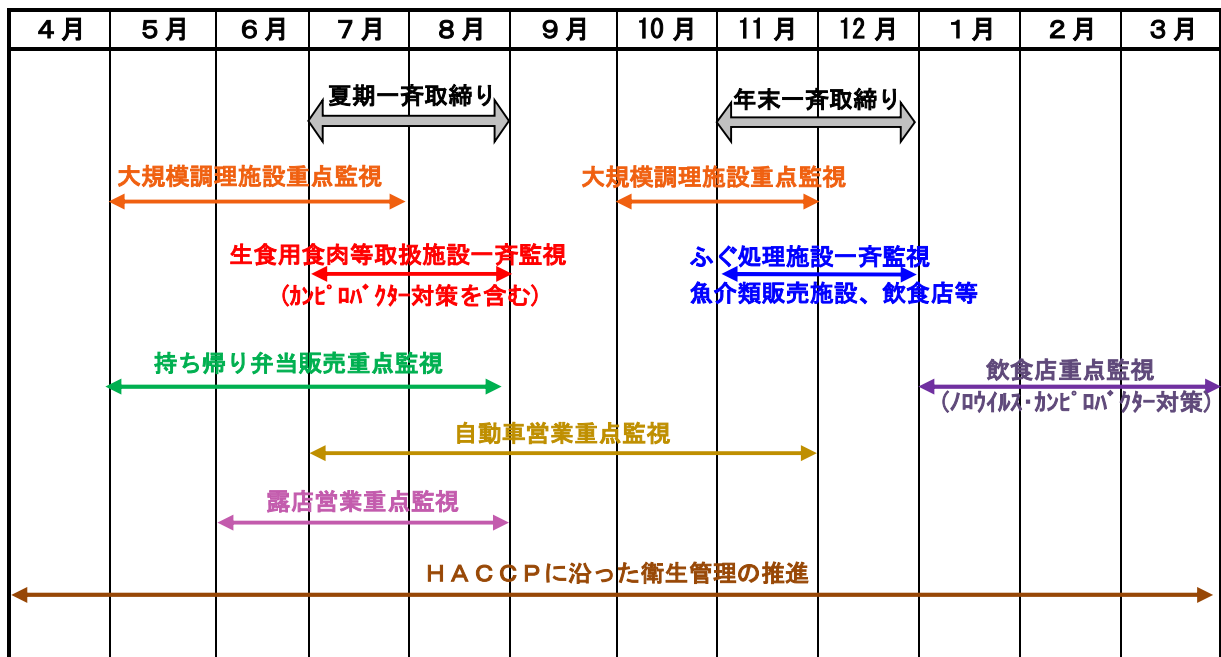 ４月 ５月 ６月 ７月 ８月 ９月 10月 11月 12月 １月 ２月 ３月
夏期一斉取締り
年末一斉取締り
大規模調理施設重点監視
大規模調理施設重点監視
生食用食肉等取扱施設一斉監視
(ｶﾝﾋﾟﾛﾊﾞｸﾀｰ対策を含む)
ふぐ処理施設一斉監視
魚介類販売施設、飲食店等
持ち帰り弁当販売重点監視
飲食店重点監視
(ﾉﾛｳｲﾙｽ･ｶﾝﾋﾟﾛﾊﾞｸﾀｰ対策)
自動車営業重点監視
露店営業重点監視
ＨＡＣＣＰに沿った衛生管理の推進